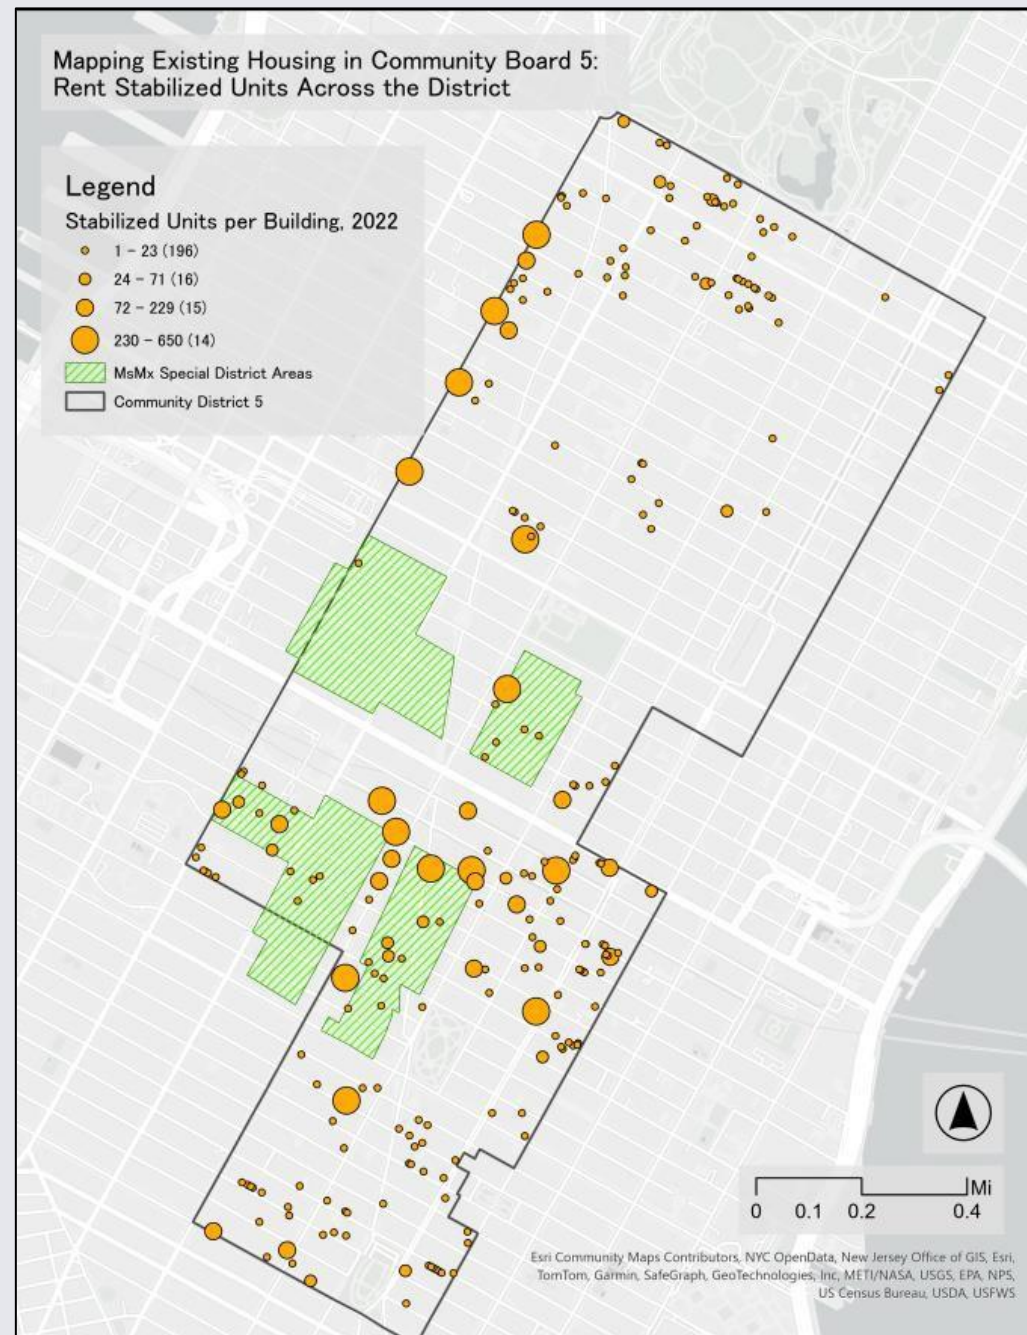 Mapping Existing Housing in Community Board 5:
Rent Stabilized Units Across the District
Legend
Stabilized Units per Building, 2022
1 – 23 (196)
24 – 71 (16)
72 – 229 (15)
230 – 650 (14)
MsMx Special District Areas
Community District 5
Mi
0 0.1 0.2 0.4
Esri Community Maps Contributors, NYC OpenData, New Jersey Office of GIS, Esri,
TomTom, Garmin, SafeGraph, GeoTechnologies, Inc, METI/NASA, USGS, EPA, NPS,
US Census Bureau, USDA, USFWS